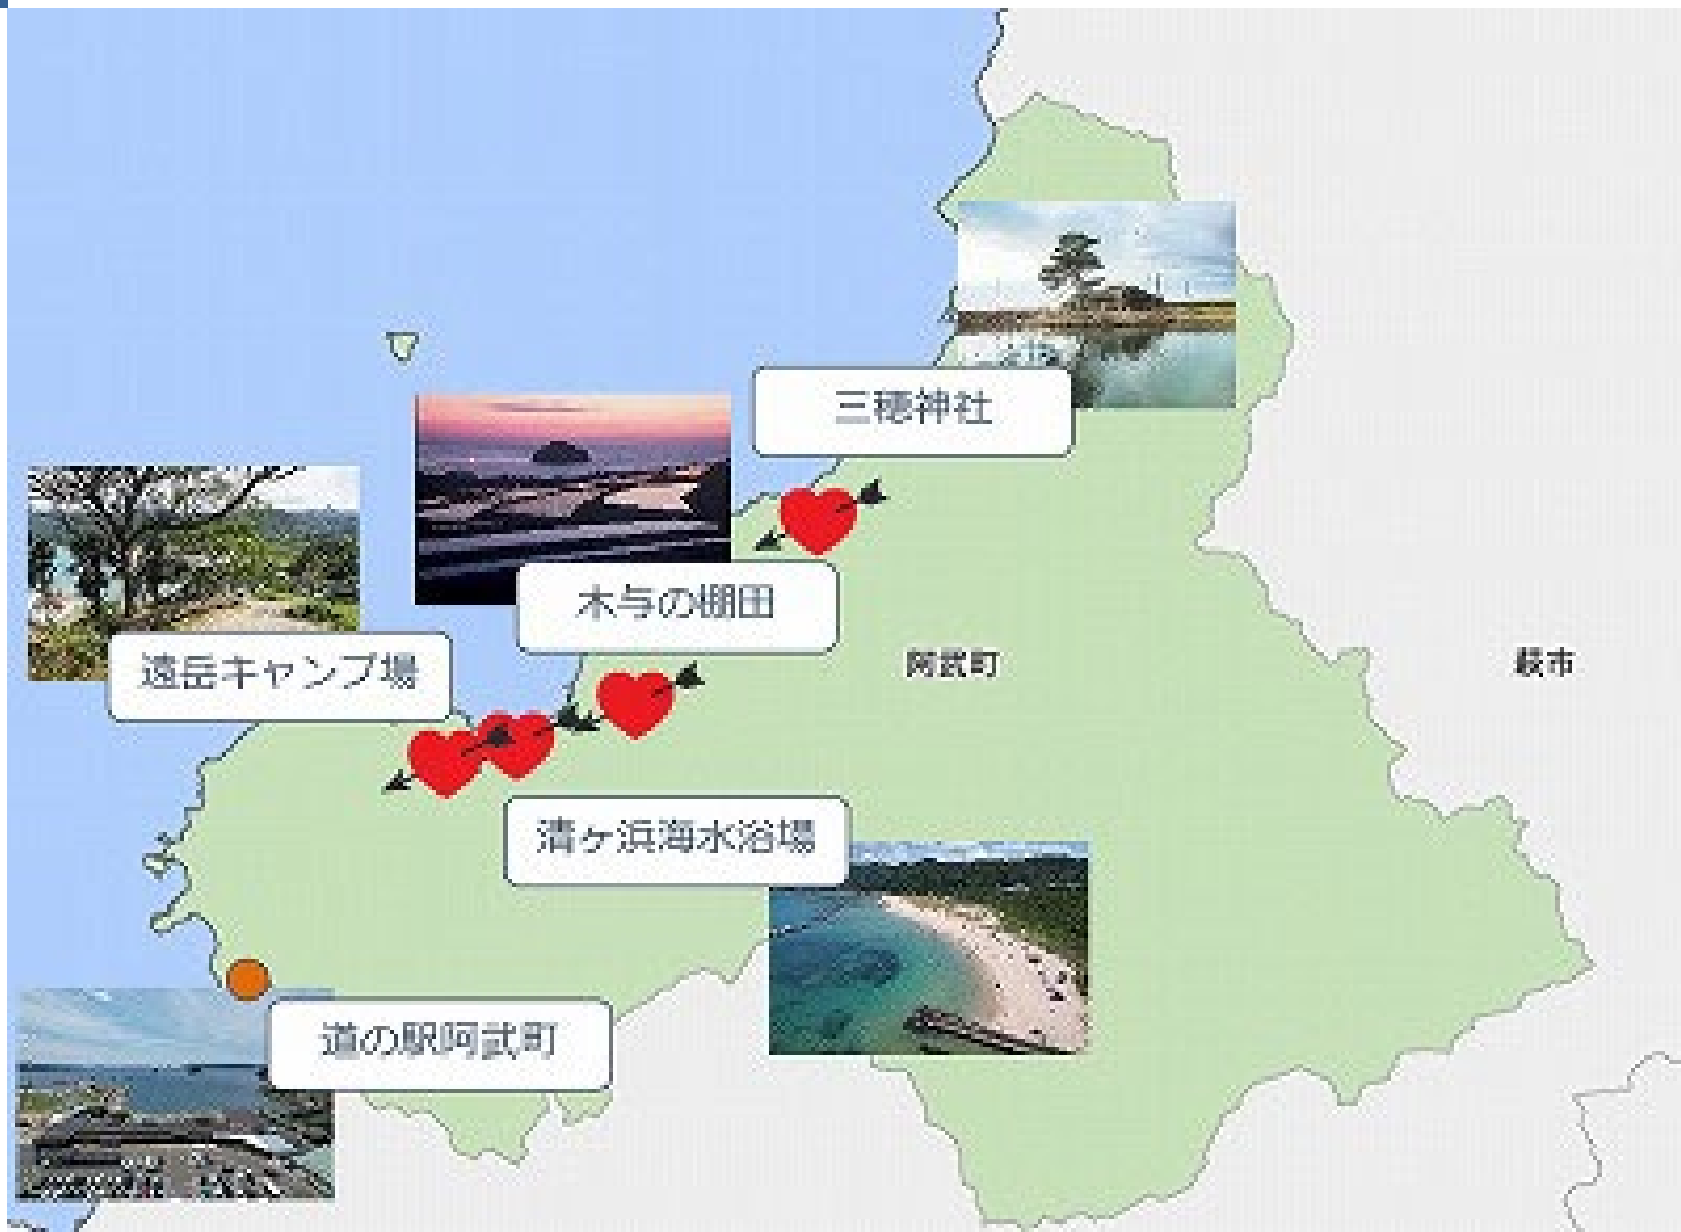 三穂神社
木与の棚田
遠岳キャンプ場
阿武町
萩市
清ヶ浜海水浴場
道の駅阿武町